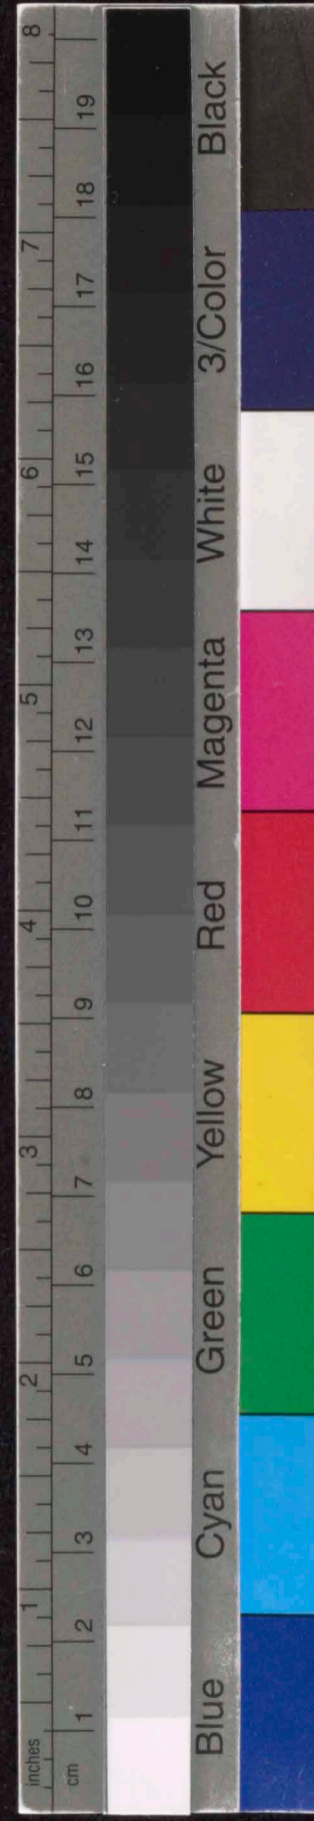 inches 1 2 3 4 5 6 7 8
cm 1 2 3 4 5 6 7 8 9 10 11 12 13 14 15 16 17 18 19
Blue Cyan Green Yellow Red Magenta White 3/Color Black